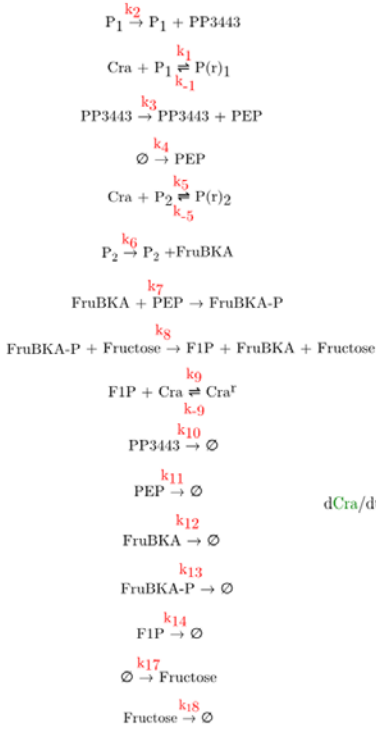 k2
P1 → P1 + PP3443
k1
Cra + P1 ⇌ P(r)1
k-1
k3
PP3443 → PP3443 + PEP
k4
∅ → PEP
k5
Cra + P2 ⇌ P(r)2
k-5
k6
P2 → P2 +FruBKA
k7
FruBKA + PEP → FruBKA-P
k8
FruBKA-P + Fructose → F1P + FruBKA + Fructose
k9
F1P + Cra ⇌ Cra^r
k-9
k10
PP3443 → ∅
k11
PEP → ∅
dCra/dt
k12
FruBKA → ∅
k13
FruBKA-P → ∅
k14
F1P → ∅
k17
∅ → Fructose
k18
Fructose → ∅